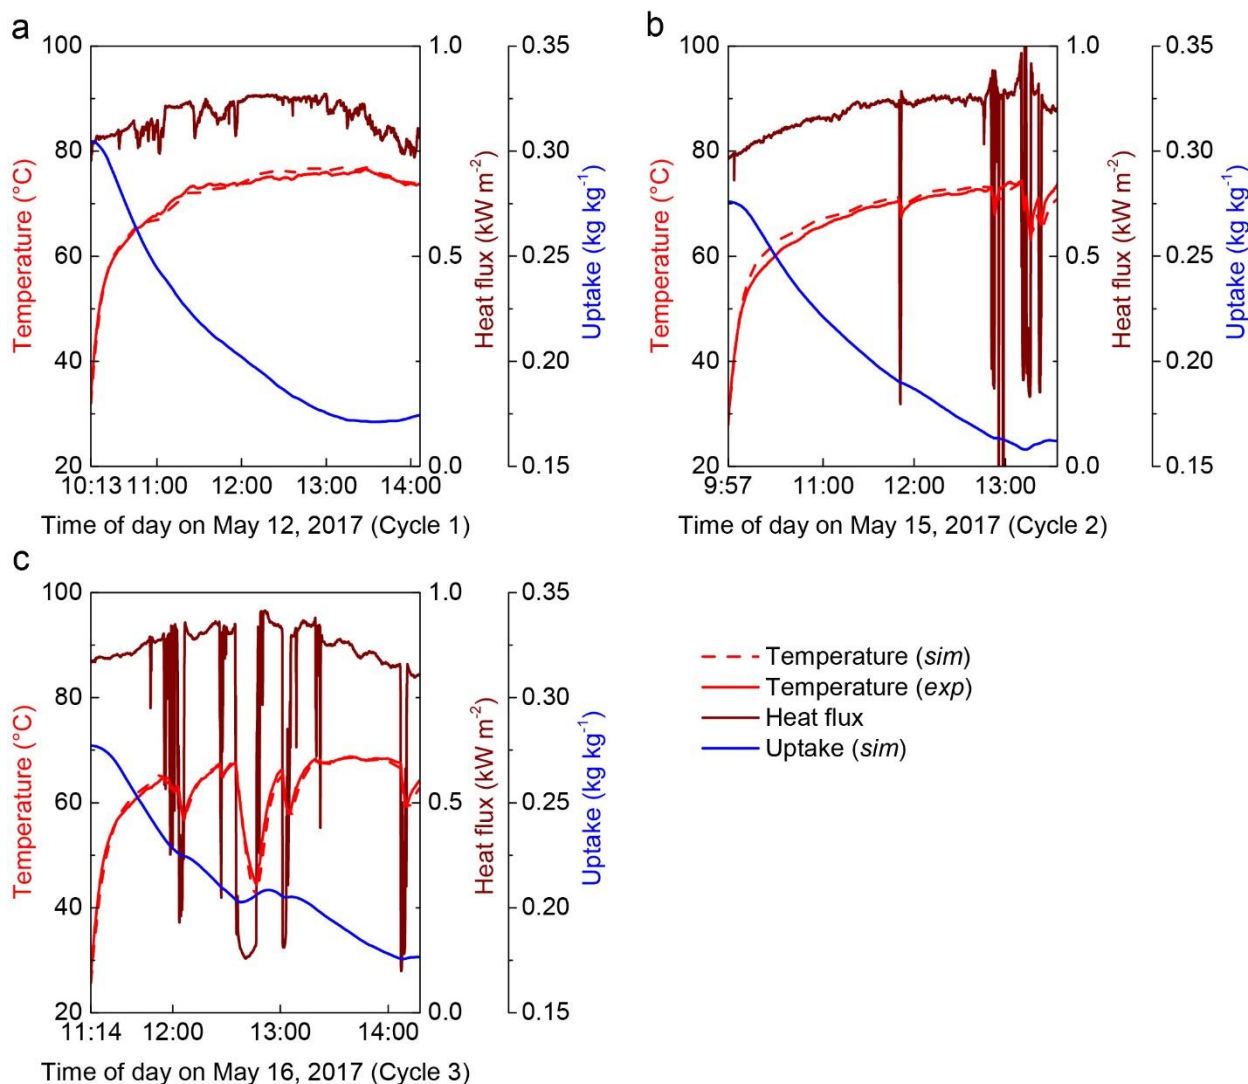 a
100
80
60
40
20
Temperature (°C)
10:13 11:00 12:00 13:00 14:00
1.0
0.5
0.0
Heat flux (kW m-2)
0.35
0.30
0.25
0.20
0.15
Uptake (kg kg-1)
Time of day on May 12, 2017 (Cycle 1)
b
100
80
60
40
20
Temperature (°C)
9:57 11:00 12:00 13:00
1.0
0.5
0.0
Heat flux (kW m-2)
0.35
0.30
0.25
0.20
0.15
Uptake (kg kg-1)
Time of day on May 15, 2017 (Cycle 2)
c
100
80
60
40
20
Temperature (°C)
11:14 12:00 13:00 14:00
1.0
0.5
0.0
Heat flux (kW m-2)
0.35
0.30
0.25
0.20
0.15
Uptake (kg kg-1)
Time of day on May 16, 2017 (Cycle 3)
Temperature (sim)
Temperature (exp)
Heat flux
Uptake (sim)